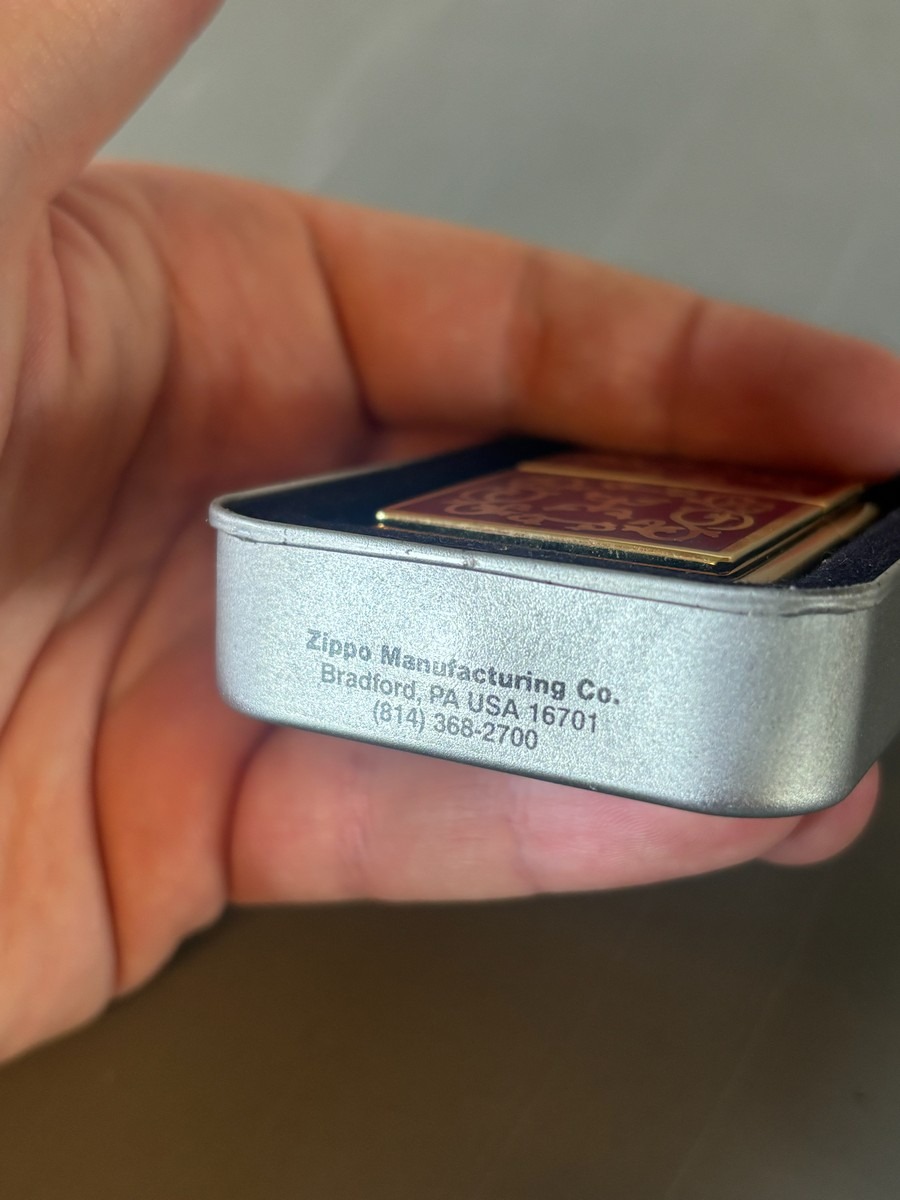 Zippo Manufacturing Co.
Bradford, PA USA 16701
(814) 368-2700